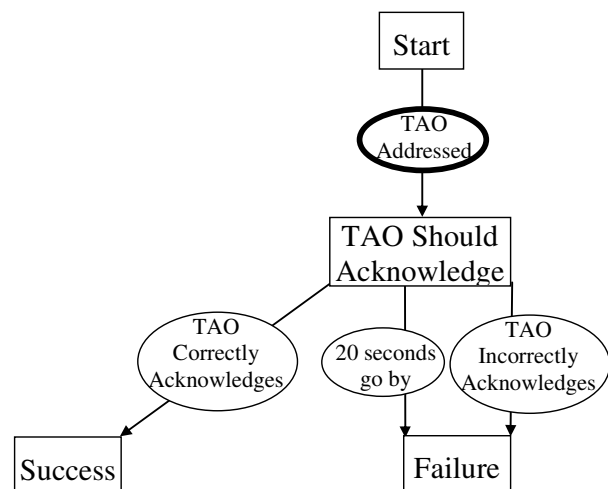 Start
TAO
Addressed
TAO Should
Acknowledge
TAO
Correctly
Acknowledges
20 seconds
go by
TAO
Incorrectly
Acknowledges
Success
Failure